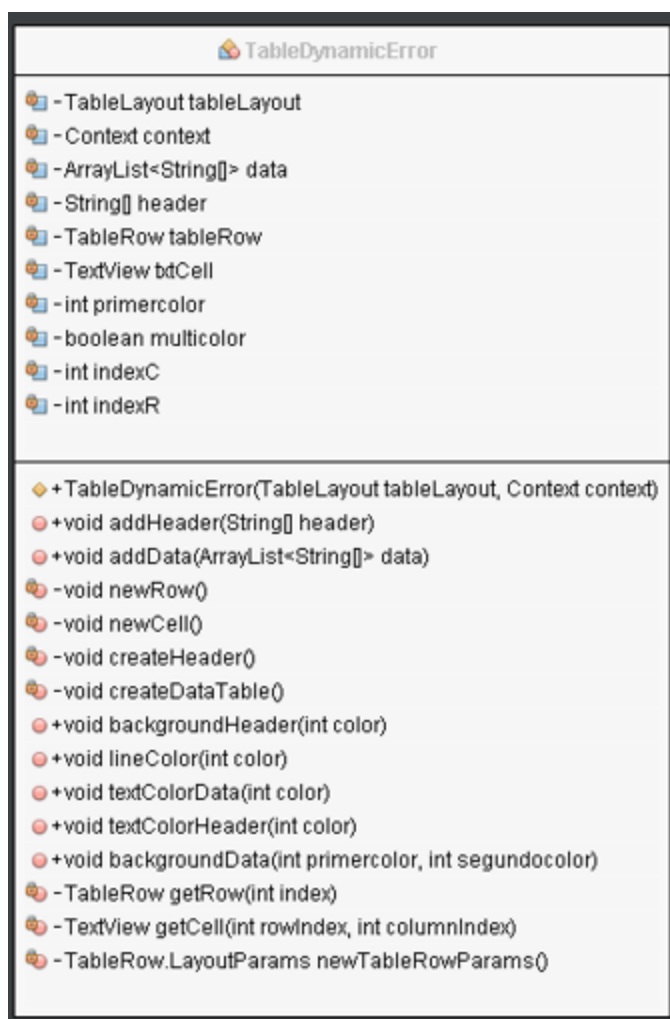 TableDynamicError
-TableLayout tableLayout
-Context context
-ArrayList<String[]> data
-String[] header
-TableRow tableRow
-TextView txtCell
-int primercolor
-boolean multicolor
-int indexC
-int indexR
+TableDynamicError(TableLayout tableLayout, Context context)
+void addHeader(String[] header)
+void addData(ArrayList<String[]> data)
-void newRow()
-void newCell()
-void createHeader()
-void createDataTable()
+void backgroundHeader(int color)
+void lineColor(int color)
+void textColorData(int color)
+void textColorHeader(int color)
+void backgroundData(int primercolor, int segundocolor)
-TableRow getRow(int index)
-TextView getCell(int rowIndex, int columnIndex)
-TableRow.LayoutParams newTableRowParams()